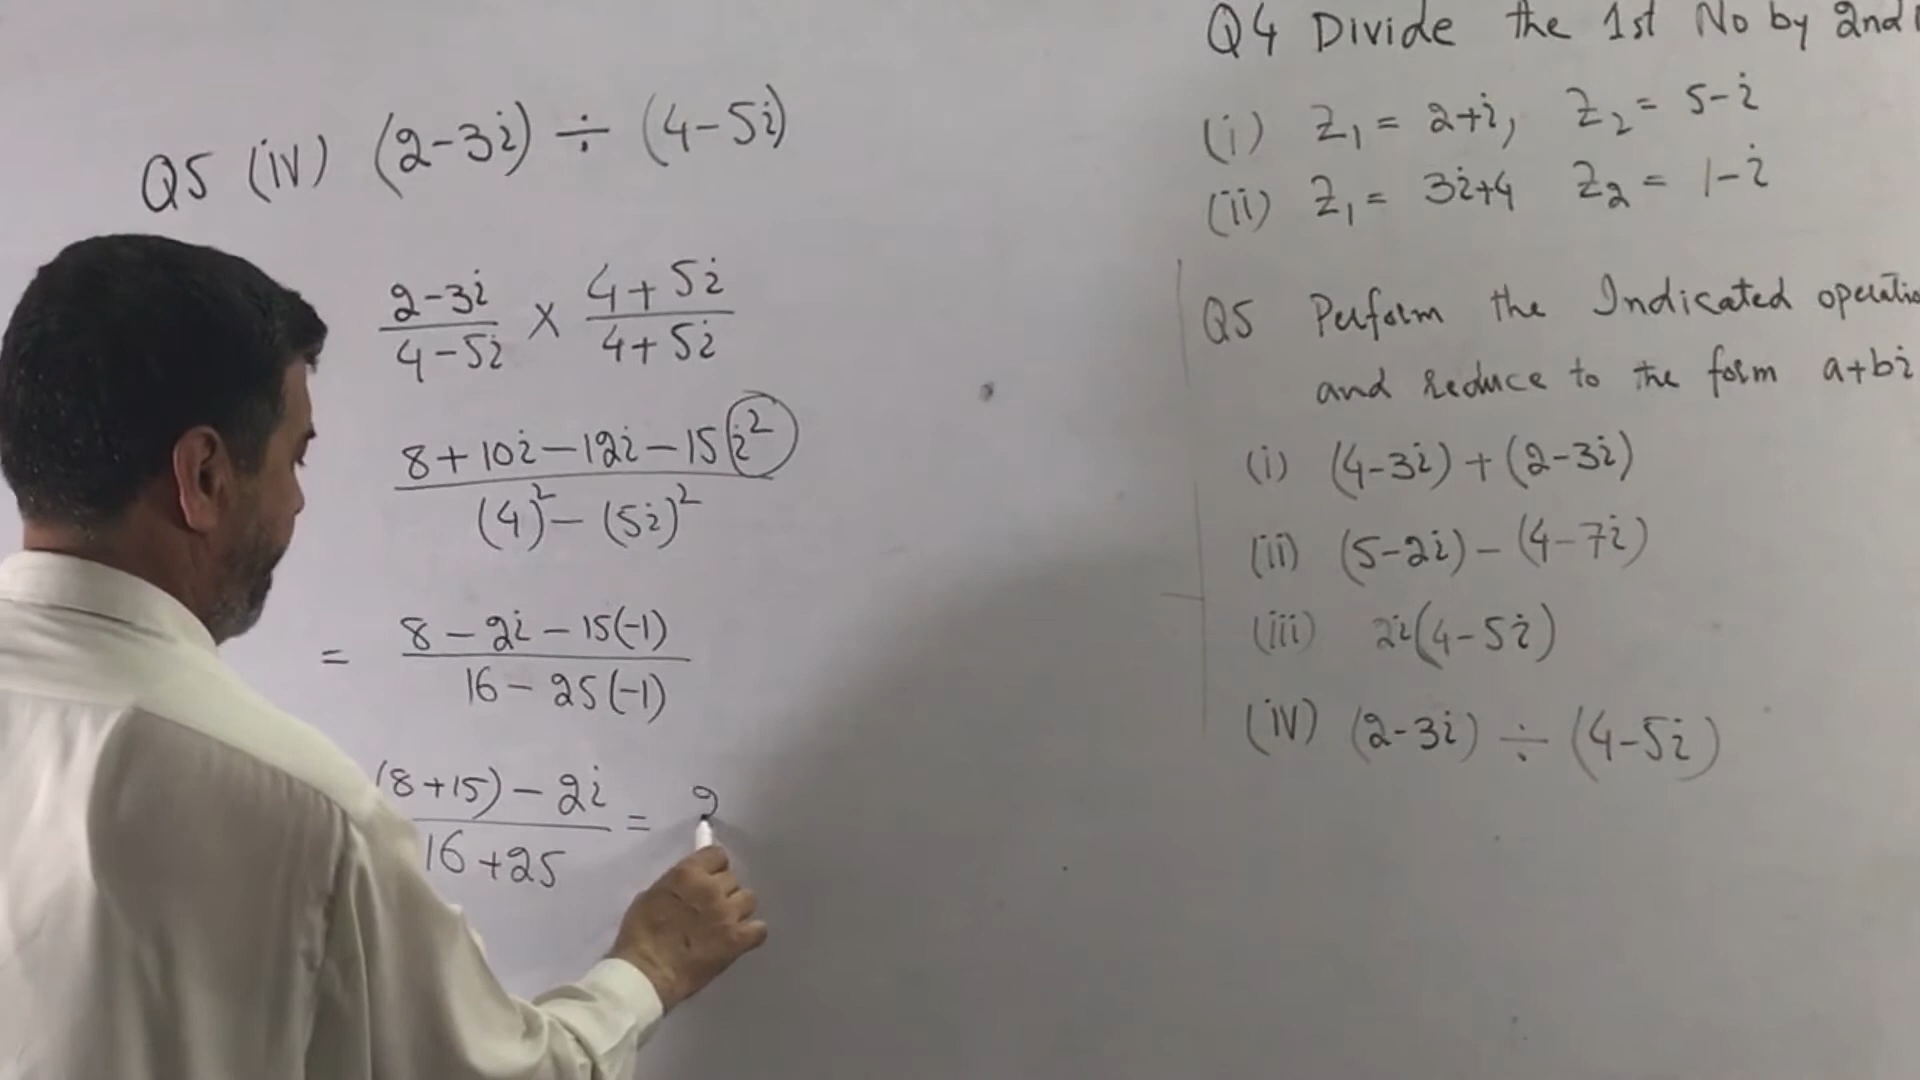 Q5 (iv) (2-3i) ÷ (4-5i)
2-3i/4-5i × 4+5i/4+5i
8+10i-12i-15i²/(4)²-(5i)²
= 8-2i-15(-1)/16-25(-1)
(8+15)-2i/16+25 =
Q4 Divide the 1st No by 2nd
(i) Z₁ = 2+i, Z₂ = 5-i
(ii) Z₁ = 3i+4 Z₂ = 1-i
Q5 Perform the Indicated
and reduce to the form a+bi
(i) (4-3i)+(2-3i)
(ii) (5-2i)-(4-7i)
(iii) 2i(4-5i)
(iv) (2-3i) ÷ (4-5i)